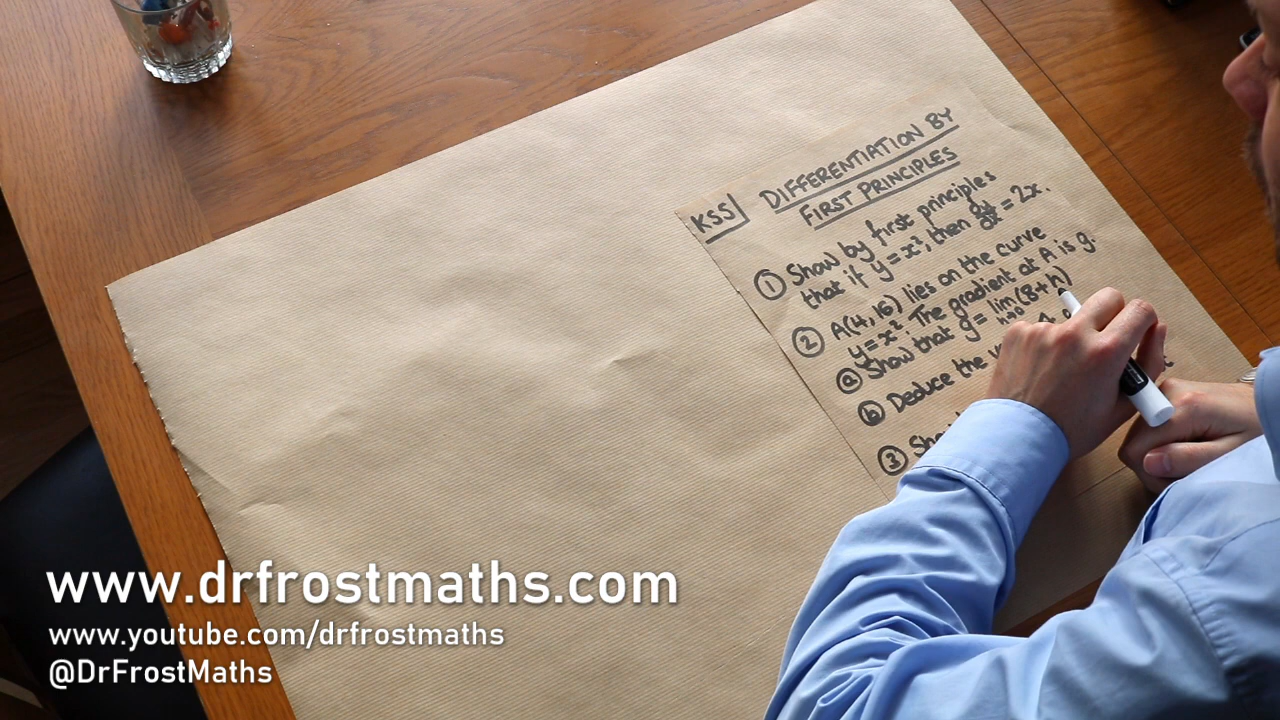 KS5
DIFFERENTIATION BY
FIRST PRINCIPLES
① Show by first principles
that if y = x², then dy/dx = 2x.
② A(4, 16) lies on the curve
y = x². The gradient at A is g.
ⓐ Show that g = lim h→0 (8+h)
ⓑ Deduce the
③
www.drfrostmaths.com
www.youtube.com/drfrostmaths
@DrFrostMaths